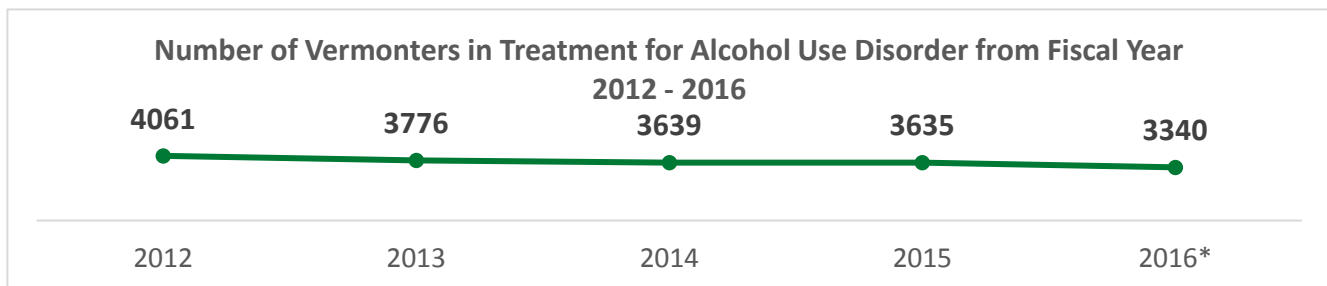 Number of Vermonters in Treatment for Alcohol Use Disorder from Fiscal Year
2012 - 2016
4061 3776 3639 3635 3340
2012 2013 2014 2015 2016*